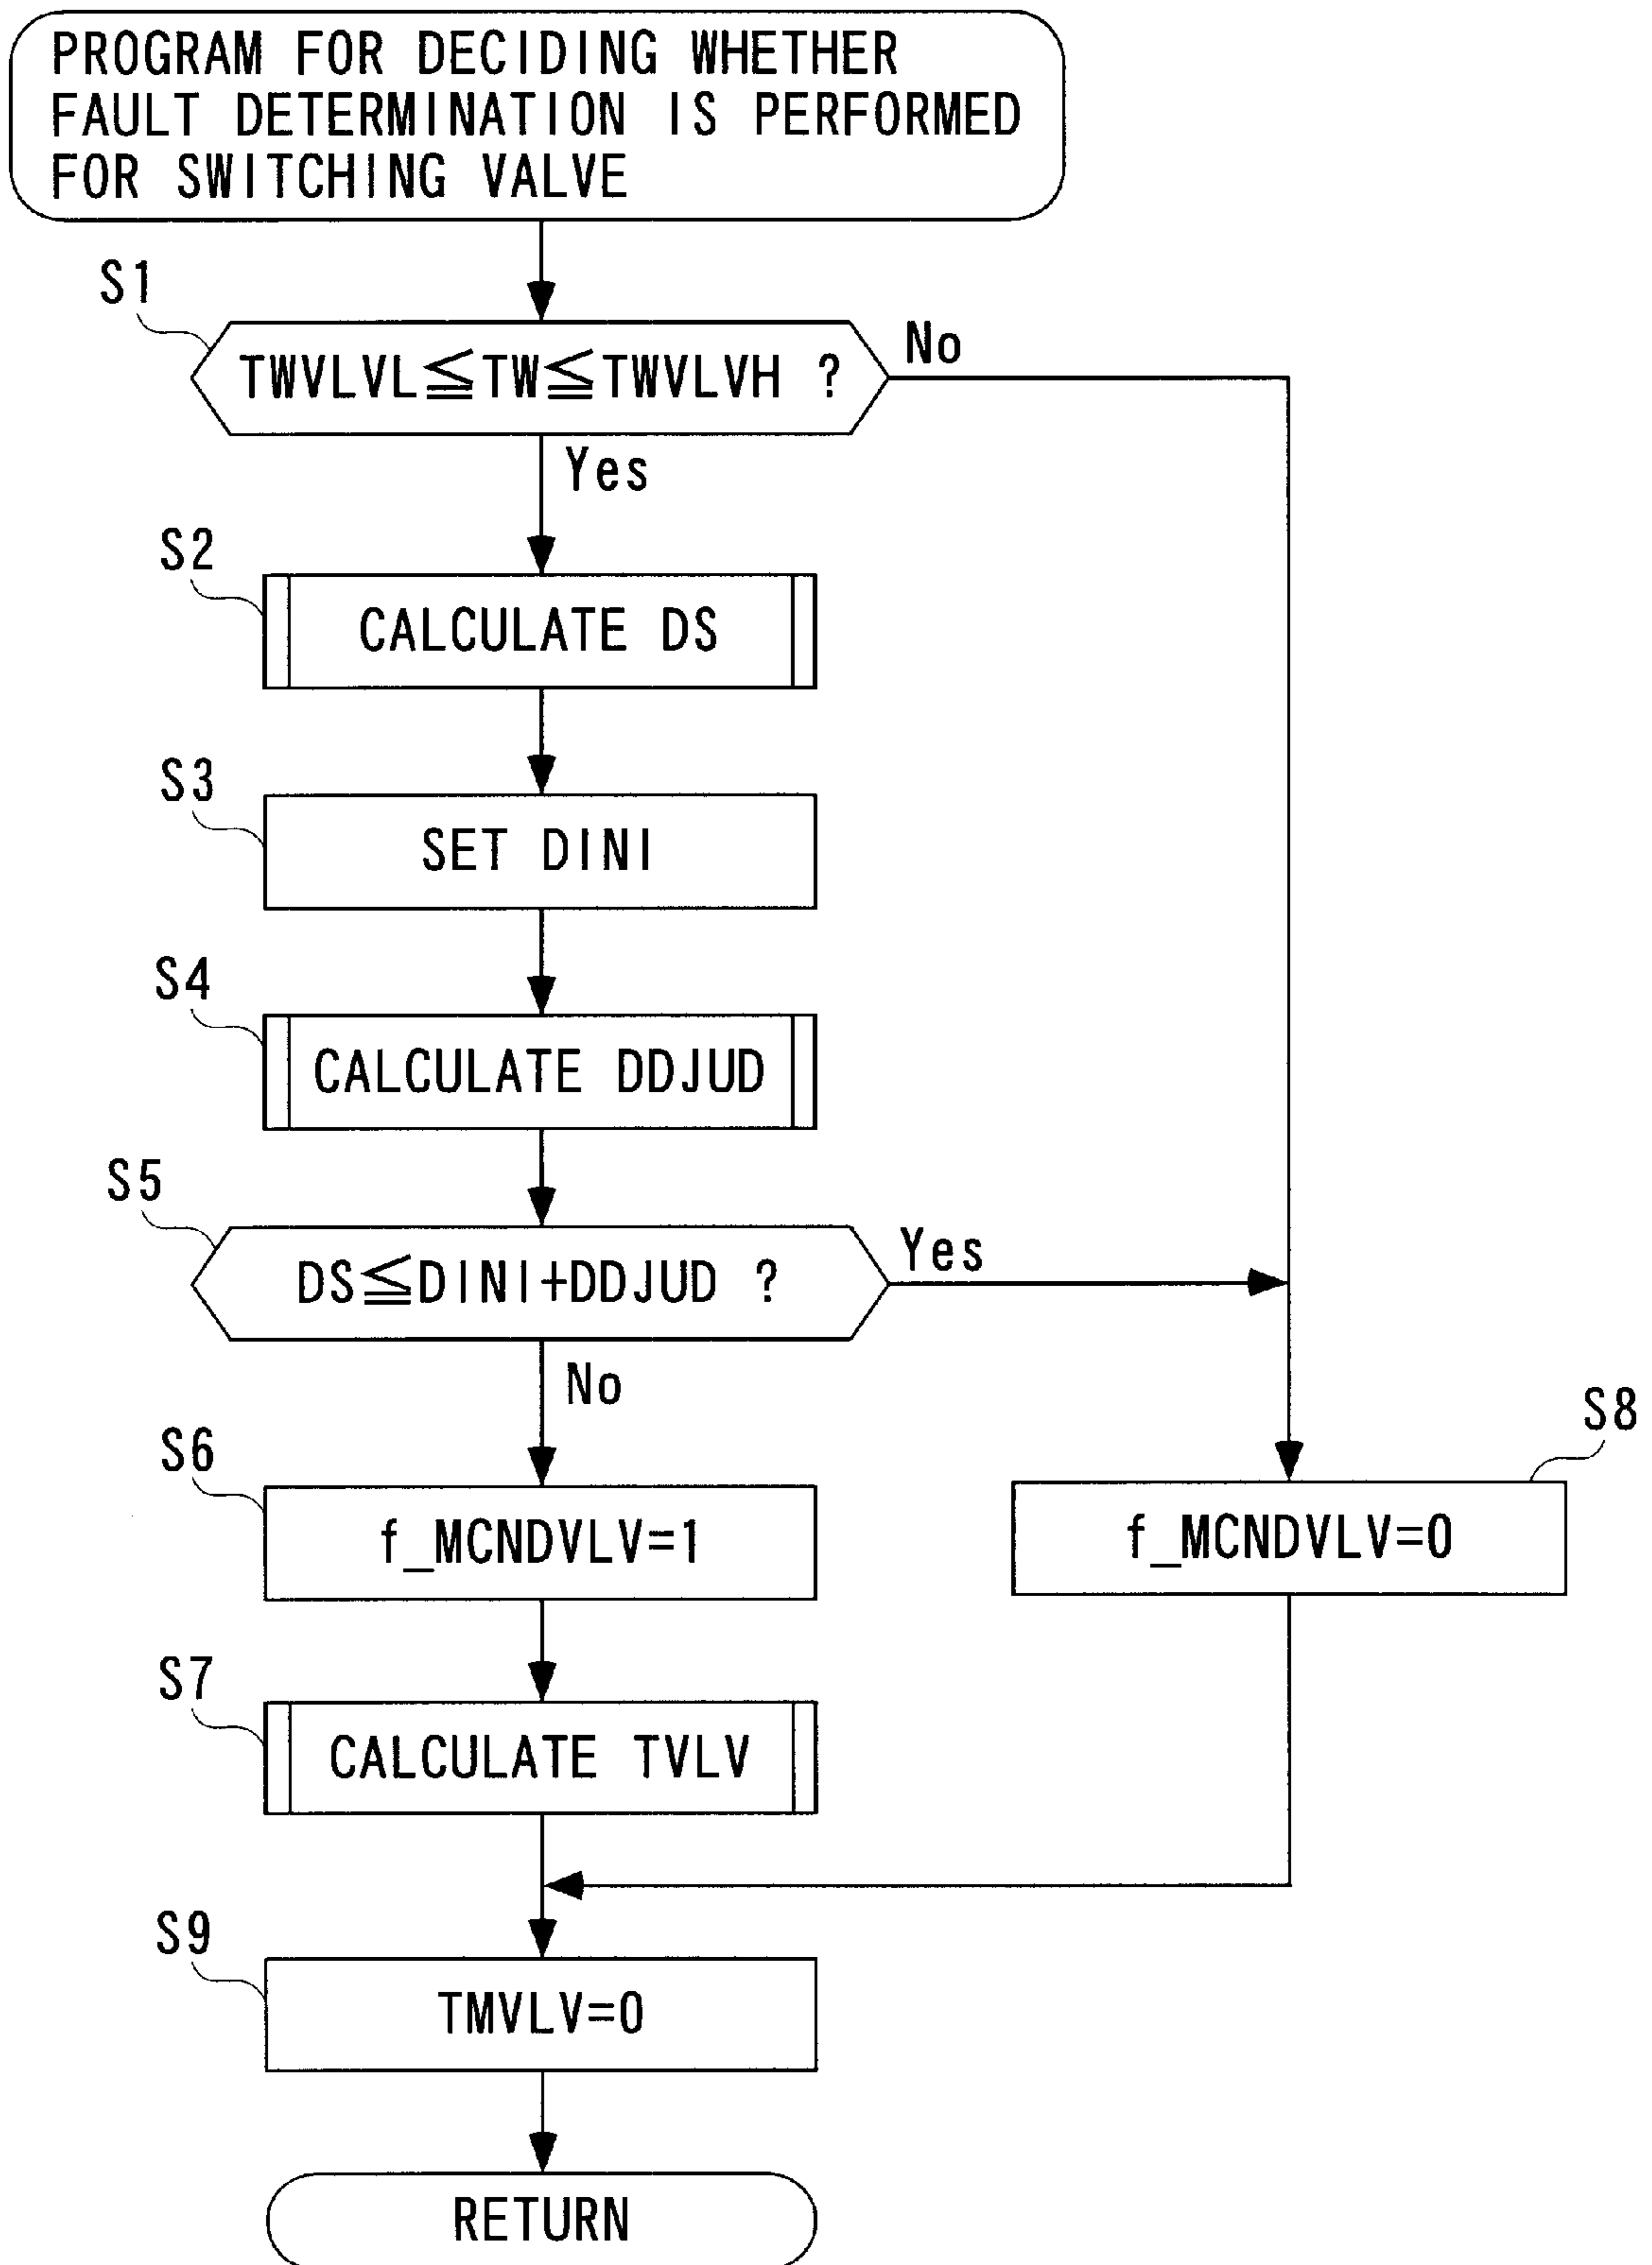 PROGRAM FOR DECIDING WHETHER
FAULT DETERMINATION IS PERFORMED
FOR SWITCHING VALVE
S1
TWVLVL≦TW≦TWVLVH ?
No
Yes
S2
CALCULATE DS
S3
SET DINI
S4
CALCULATE DDJUD
S5
DS≦DINI+DDJUD ?
Yes
No
S6
f_MCNDVLV=1
S8
f_MCNDVLV=0
S7
CALCULATE TVLV
S9
TMVLV=0
RETURN